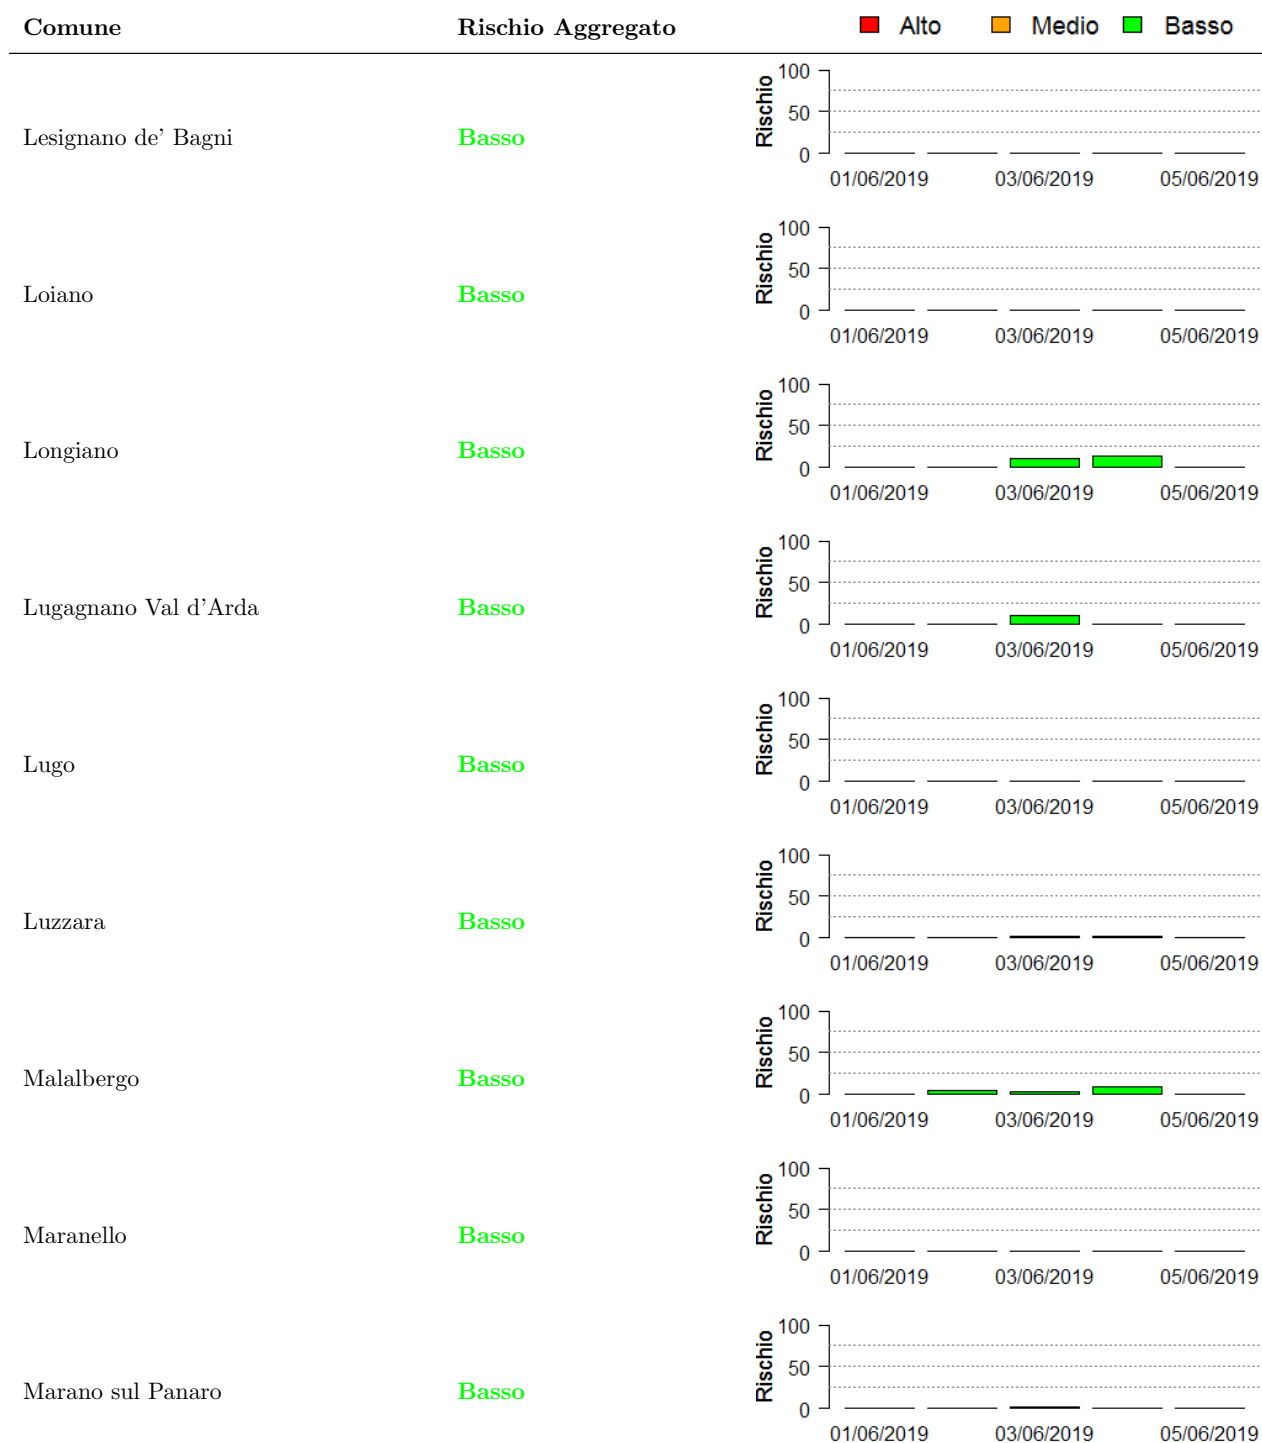 Comune Rischio Aggregato Alto Medio Basso
Lesignano de' Bagni Basso Rischio 100 50 0
01/06/2019 03/06/2019 05/06/2019
Loiano Basso Rischio 100 50 0
01/06/2019 03/06/2019 05/06/2019
Longiano Basso Rischio 100 50 0
01/06/2019 03/06/2019 05/06/2019
Lugagnano Val d'Arda Basso Rischio 100 50 0
01/06/2019 03/06/2019 05/06/2019
Lugo Basso Rischio 100 50 0
01/06/2019 03/06/2019 05/06/2019
Luzzara Basso Rischio 100 50 0
01/06/2019 03/06/2019 05/06/2019
Malalbergo Basso Rischio 100 50 0
01/06/2019 03/06/2019 05/06/2019
Maranello Basso Rischio 100 50 0
01/06/2019 03/06/2019 05/06/2019
Marano sul Panaro Basso Rischio 100 50 0
01/06/2019 03/06/2019 05/06/2019